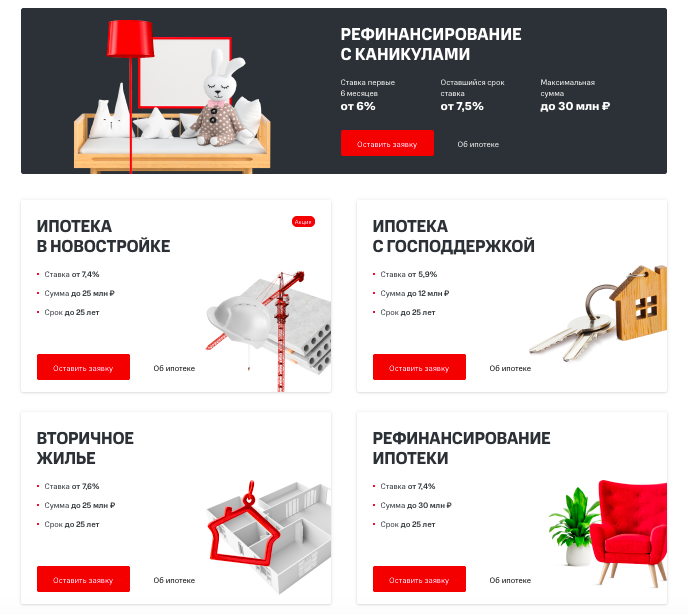 РЕФИНАНСИРОВАНИЕ
С КАНИКУЛАМИ
Ставка первые
6 месяцев
от 6%
Оставшийся срок
ставка
от 7,5%
Максимальная
сумма
до 30 млн ₽
Оставить заявку
Об ипотеке
ИПОТЕКА
В НОВОСТРОЙКЕ
Акция
Ставка от 7,4%
Сумма до 25 млн ₽
Срок до 25 лет
Оставить заявку
Об ипотеке
ИПОТЕКА
С ГОСПОДДЕРЖКОЙ
Ставка от 5,9%
Сумма до 12 млн ₽
Срок до 25 лет
Оставить заявку
Об ипотеке
ВТОРИЧНОЕ
ЖИЛЬЕ
Ставка от 7,6%
Сумма до 25 млн ₽
Срок до 25 лет
Оставить заявку
Об ипотеке
РЕФИНАНСИРОВАНИЕ
ИПОТЕКИ
Ставка от 7,4%
Сумма до 30 млн ₽
Срок до 25 лет
Оставить заявку
Об ипотеке